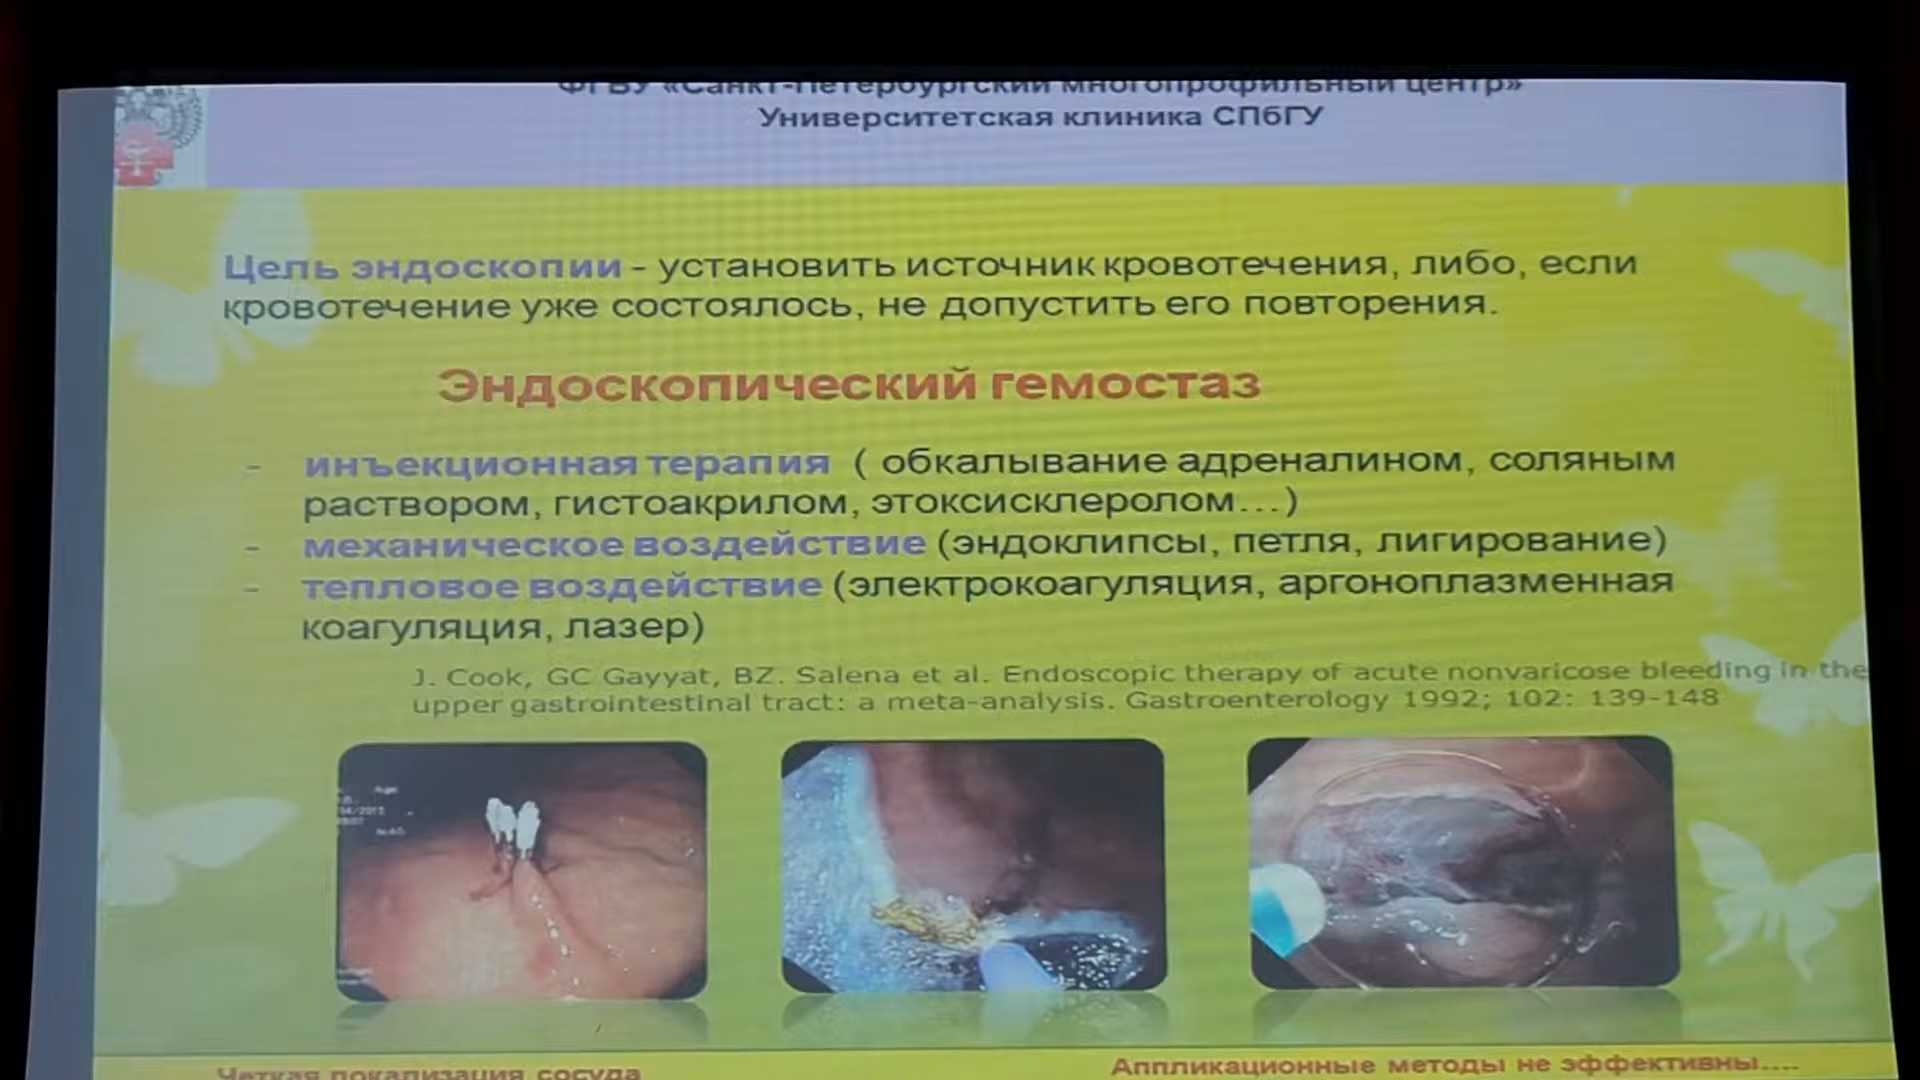 ФГБУ «Санкт-Петербургский многопрофильный центр»
Университетская клиника СПбГУ
Цель эндоскопии – установить источник кровотечения, либо, если
кровотечение уже состоялось, не допустить его повторения.
Эндоскопический гемостаз
- инъекционная терапия ( обкалывание адреналином, соляным
раствором, гистоакрилом, этоксисклеролом…)
- механическое воздействие (эндоклипсы, петля, лигирование)
- тепловое воздействие (электрокоагуляция, аргоноплазменная
коагуляция, лазер)
J. Cook, GC Gayyat, BZ. Salena et al. Endoscopic therapy of acute nonvaricose bleeding in the
upper gastrointestinal tract: a meta-analysis. Gastroenterology 1992; 102: 139-148
Age
Четкая локализация сосуда
Аппликационные методы не эффективны....